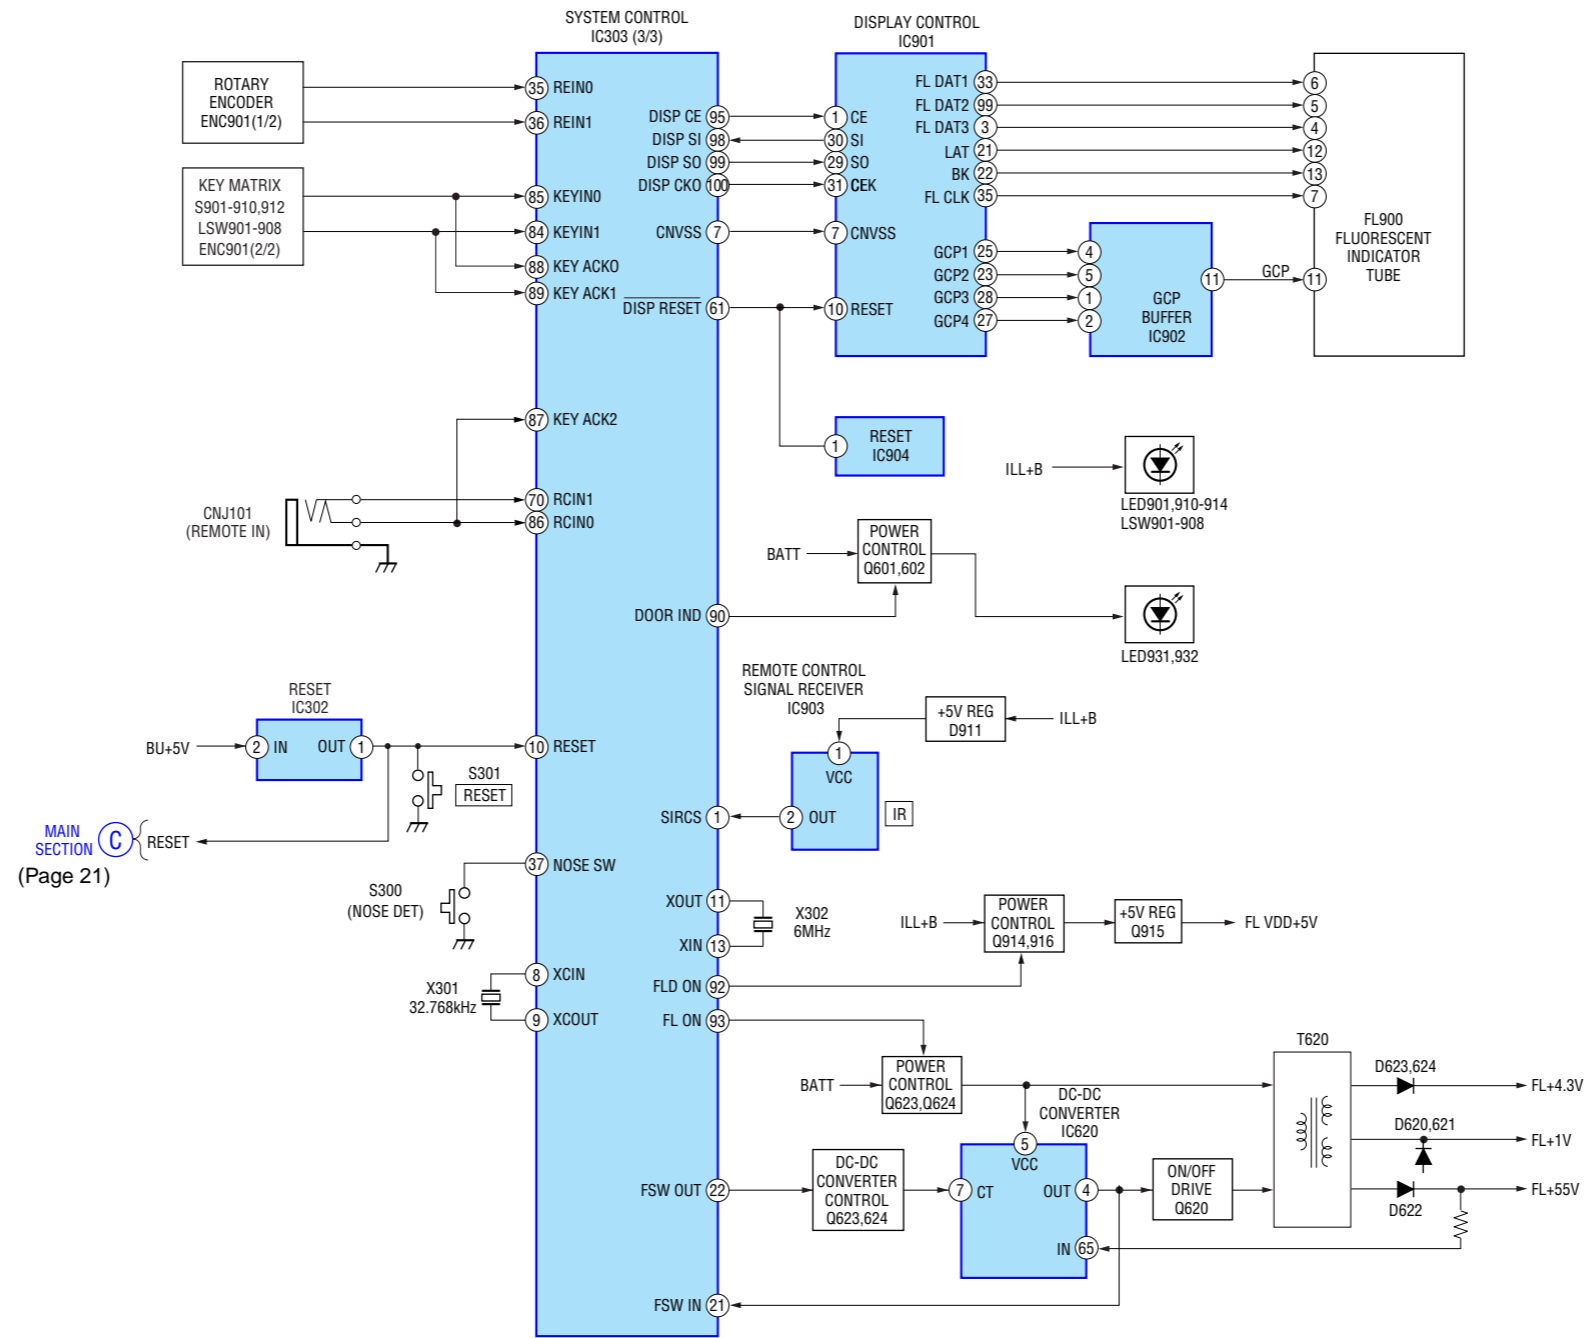 SYSTEM CONTROL
IC303 (3/3)
DISPLAY CONTROL
IC901
ROTARY
ENCODER
ENC901(1/2)
35 REIN0
36 REIN1
KEY MATRIX
S901-910,912
LSW901-908
ENC901(2/2)
85 KEYIN0
84 KEYIN1
88 KEY ACK0
89 KEY ACK1
DISP CE 95
DISP SI 98
DISP SO 99
DISP CKO 100
CNVSS 7
DISP RESET 61
1 CE
30 SI
29 SO
31 CEK
7 CNVSS
10 RESET
FL DAT1 33
FL DAT2 99
FL DAT3 3
LAT 21
BK 22
FL CLK 35
GCP1 25
GCP2 23
GCP3 28
GCP4 27
4
5
1
2
GCP
BUFFER
IC902
11
GCP
6
5
4
12
13
7
11
FL900
FLUORESCENT
INDICATOR
TUBE
87 KEY ACK2
1
RESET
IC904
ILL+B
LED901,910-914
LSW901-908
CNJ101
(REMOTE IN)
70 RCIN1
86 RCIN0
BATT
POWER
CONTROL
Q601,602
DOOR IND 90
LED931,932
REMOTE CONTROL
SIGNAL RECEIVER
IC903
+5V REG
D911
ILL+B
1
VCC
2 OUT
IR
SIRCS 1
RESET
IC302
BU+5V
2 IN
OUT 1
10 RESET
S301
RESET
MAIN
SECTION
C
RESET
(Page 21)
37 NOSE SW
S300
(NOSE DET)
XOUT 11
XIN 13
X302
6MHz
8 XCIN
9 XCOUT
X301
32.768kHz
FLD ON 92
FL ON 93
ILL+B
POWER
CONTROL
Q914,916
+5V REG
Q915
FL VDD+5V
BATT
POWER
CONTROL
Q623,Q624
DC-DC
CONVERTER
IC620
5
VCC
7 CT
OUT 4
IN 65
FSW OUT 22
DC-DC
CONVERTER
CONTROL
Q623,624
ON/OFF
DRIVE
Q620
T620
D623,624
FL+4.3V
D620,621
FL+1V
D622
FL+55V
FSW IN 21